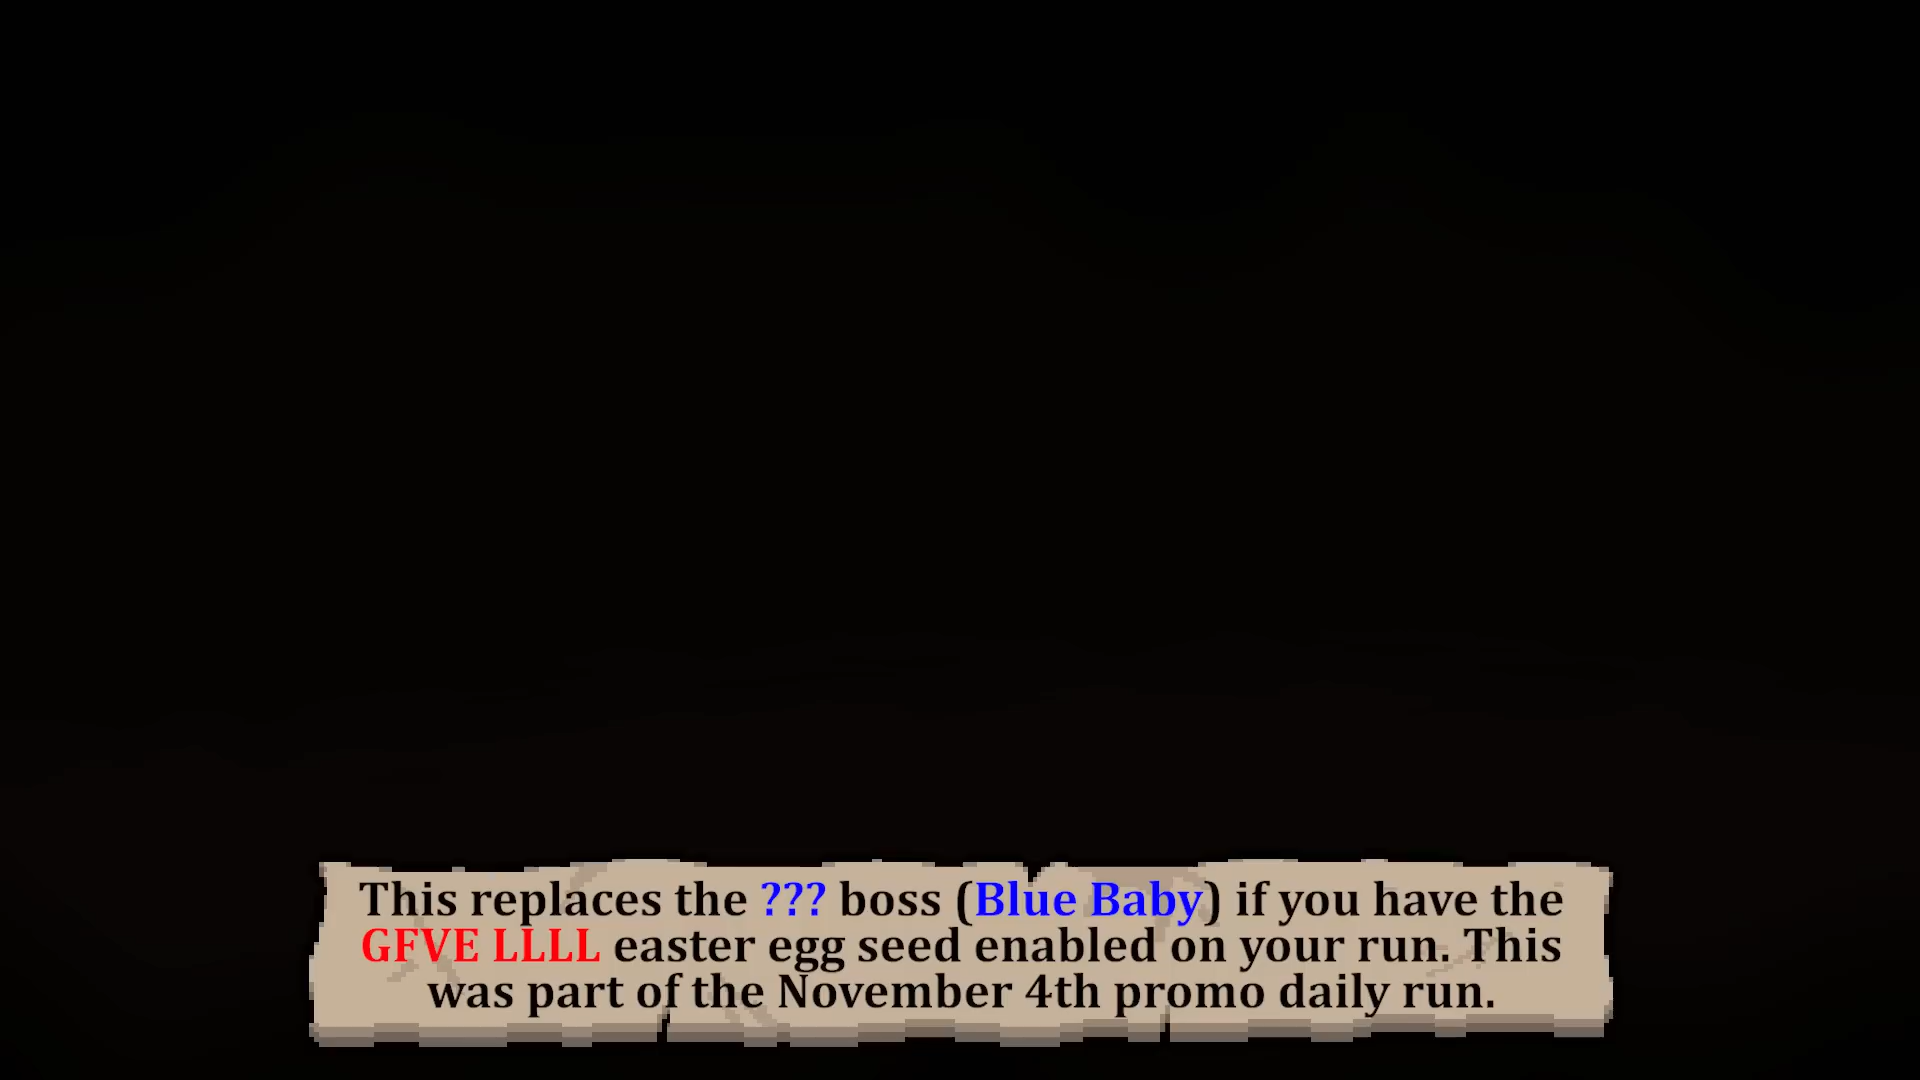 This replaces the ??? boss (Blue Baby) if you have the
GFVE LLLL easter egg seed enabled on your run. This
was part of the November 4th promo daily run.